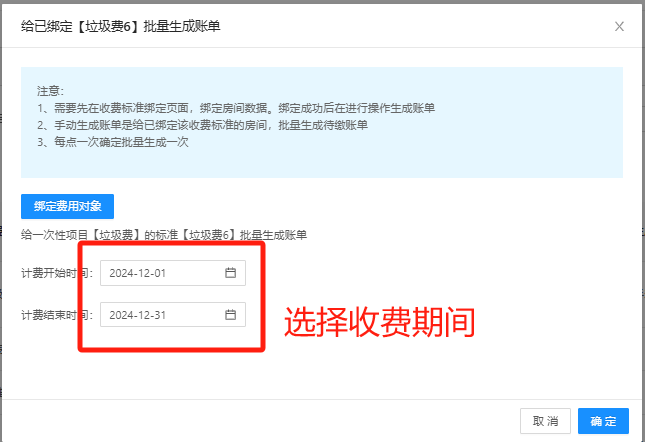 给已绑定【垃圾费6】批量生成账单
注意：
1、需要先在收费标准绑定页面，绑定房间数据。绑定成功后在进行操作生成账单
2、手动生成账单是给已绑定该收费标准的房间，批量生成待缴账单
3、每点一次确定批量生成一次
绑定费用对象
给一次性项目【垃圾费】的标准【垃圾费6】批量生成账单
计费开始时间：
2024-12-01
计费结束时间：
2024-12-31
选择收费期间
取 消
确 定